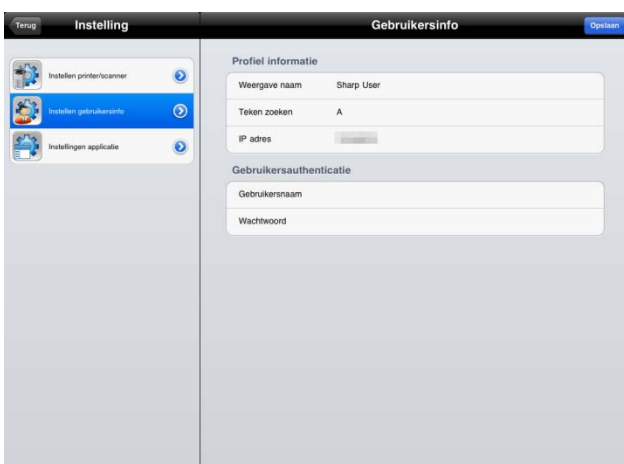 Terug
Instelling
Gebruikersinfo
Opslaan
Instellen printer/scanner
Instellen gebruikersinfo
Instellingen applicatie
Profiel informatie
Weergave naam Sharp User
Teken zoeken A
IP adres
Gebruikersauthenticatie
Gebruikersnaam
Wachtwoord